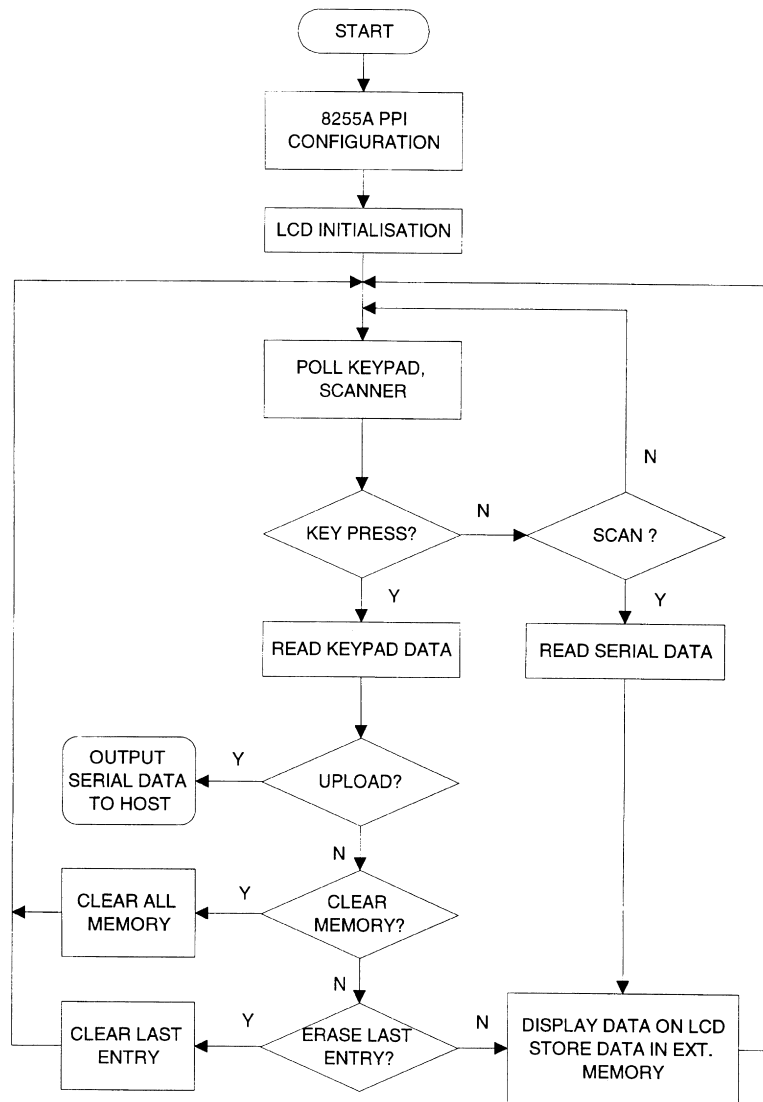 START
8255A PPI
CONFIGURATION
LCD INITIALISATION
POLL KEYPAD,
SCANNER
N
KEY PRESS?
N
SCAN ?
Y
Y
READ KEYPAD DATA
READ SERIAL DATA
OUTPUT
SERIAL DATA
TO HOST
Y
UPLOAD?
N
CLEAR ALL
MEMORY
Y
CLEAR
MEMORY?
N
CLEAR LAST
ENTRY
Y
ERASE LAST
ENTRY?
N
DISPLAY DATA ON LCD
STORE DATA IN EXT.
MEMORY